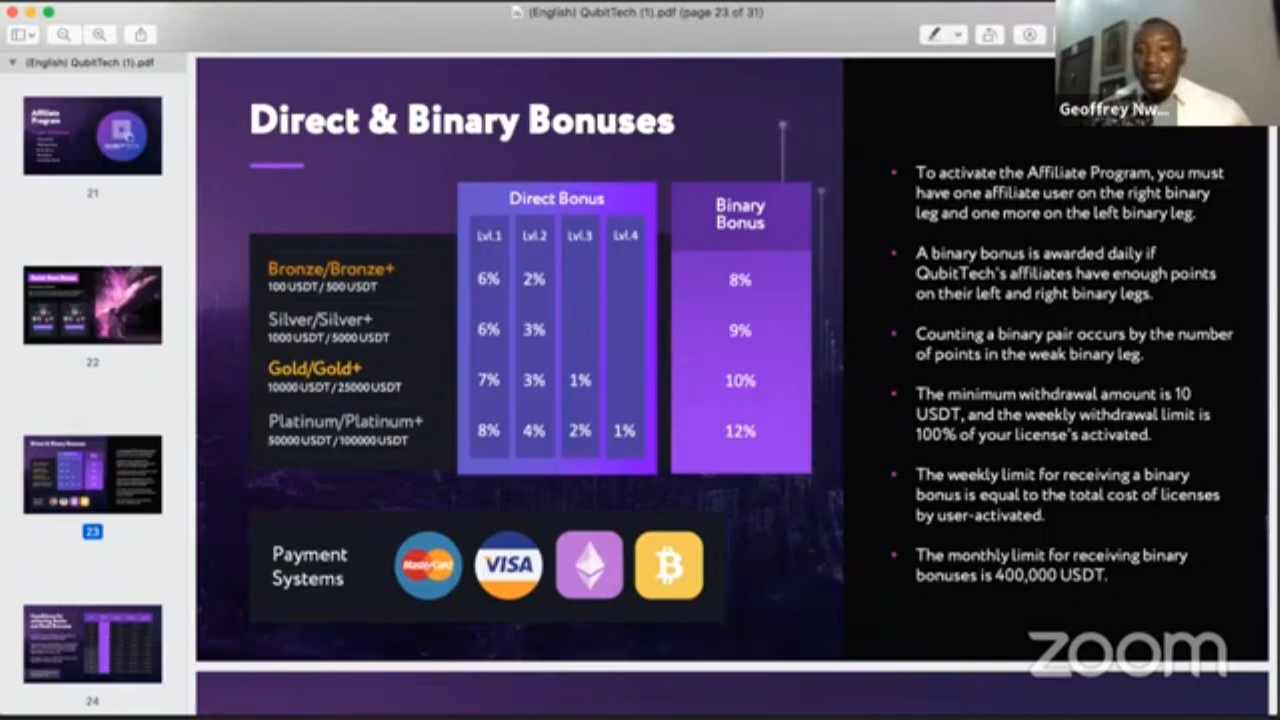 (English) QubitTech (1).pdf (page 23 of 31)
(English) QubitTech (1).pdf
Geoffrey Nw...
Affiliate
Program
21
22
23
24
Direct & Binary Bonuses
Direct Bonus
Binary
Bonus
Lvl.1 Lvl.2 Lvl.3 Lvl.4
Bronze/Bronze+
100 USDT / 500 USDT
6% 2% 8%
Silver/Silver+
1000 USDT / 5000 USDT
6% 3% 9%
Gold/Gold+
10000 USDT / 25000 USDT
7% 3% 1% 10%
Platinum/Platinum+
50000 USDT / 100000 USDT
8% 4% 2% 1% 12%
Payment
Systems
MasterCard
VISA
To activate the Affiliate Program, you must
have one affiliate user on the right binary
leg and one more on the left binary leg.
A binary bonus is awarded daily if
QubitTech's affiliates have enough points
on their left and right binary legs.
Counting a binary pair occurs by the number
of points in the weak binary leg.
The minimum withdrawal amount is 10
USDT, and the weekly withdrawal limit is
100% of your license's activated.
The weekly limit for receiving a binary
bonus is equal to the total cost of licenses
by user-activated.
The monthly limit for receiving binary
bonuses is 400,000 USDT.
zoom